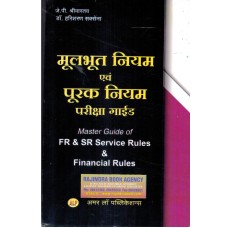 जे.पी. श्रीवास्तव
डॉ. हरिशरण सक्सेना
मूलभूत नियम
एवं
पूरक नियम
परीक्षा गाईड
Master Guide of
FR & SR Service Rules
&
Financial Rules
RAJINDRA BOOK AGENCY
अमर लॉ पब्लिकेशन्स